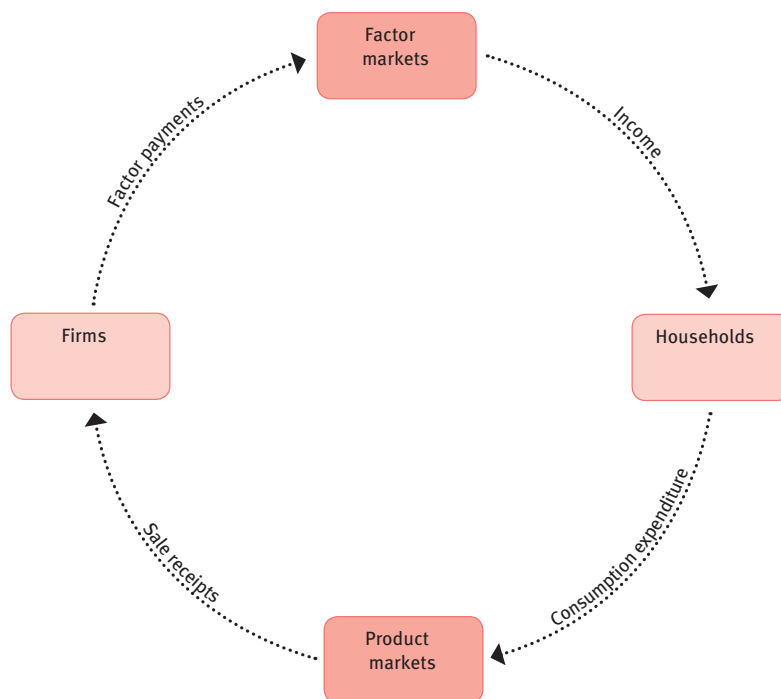 Factor
markets
Factor payments
Income
Firms
Households
Sale receipts
Consumption expenditure
Product
markets